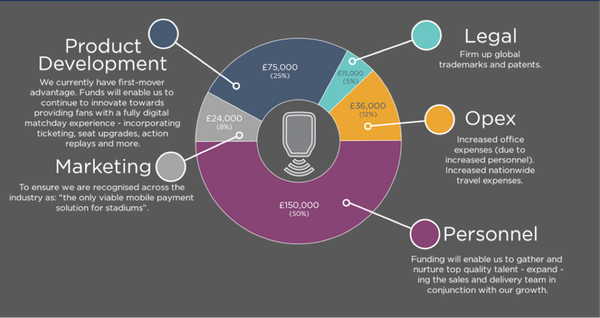 Product
Development
We currently have first-mover
advantage. Funds will enable us to
continue to innovate towards
providing fans with a fully digital
matchday experience - incorporating
ticketing, seat upgrades, action
replays and more.
Marketing
To ensure we are recognised across the
industry as: “the only viable mobile payment
solution for stadiums”.
£75,000
(25%)
£15,000
(5%)
£36,000
(12%)
£24,000
(8%)
£150,000
(50%)
Legal
Firm up global
trademarks and patents.
Opex
Increased office
expenses (due to
increased personnel).
Increased nationwide
travel expenses.
Personnel
Funding will enable us to gather and
nurture top quality talent - expand -
ing the sales and delivery team in
conjunction with our growth.